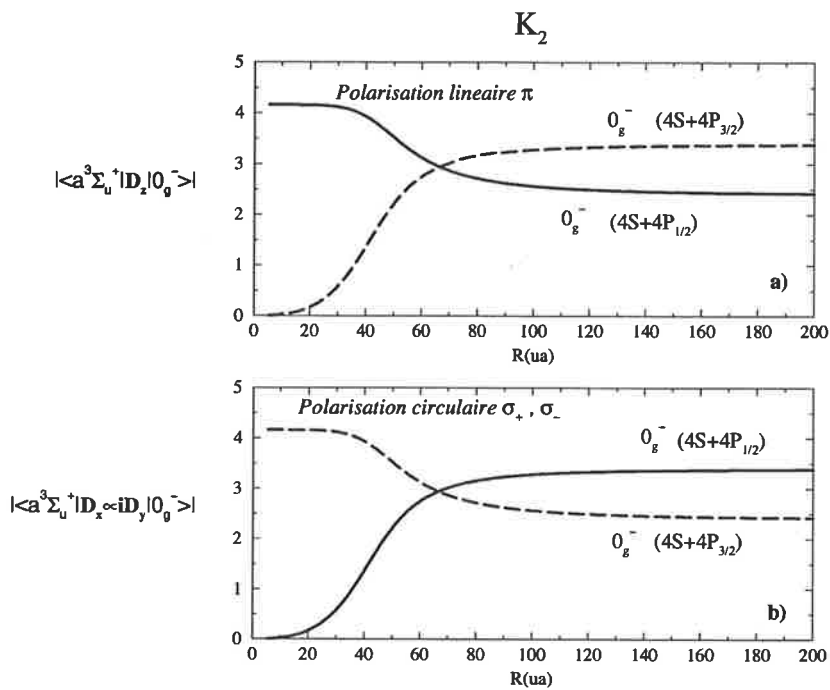 K₂
5
Polarisation lineaire π
4
0g⁻ (4S+4P3/2)
3
|<a³Σu⁺|Dz|0g⁻>|
2
0g⁻ (4S+4P1/2)
1
a)
0
0 20 40 60 80 100 120 140 160 180 200
R(ua)
5
Polarisation circulaire σ₊ , σ₋
4
0g⁻ (4S+4P1/2)
3
|<a³Σu⁺|Dx∝iDy|0g⁻>|
2
0g⁻ (4S+4P3/2)
1
b)
0
0 20 40 60 80 100 120 140 160 180 200
R(ua)